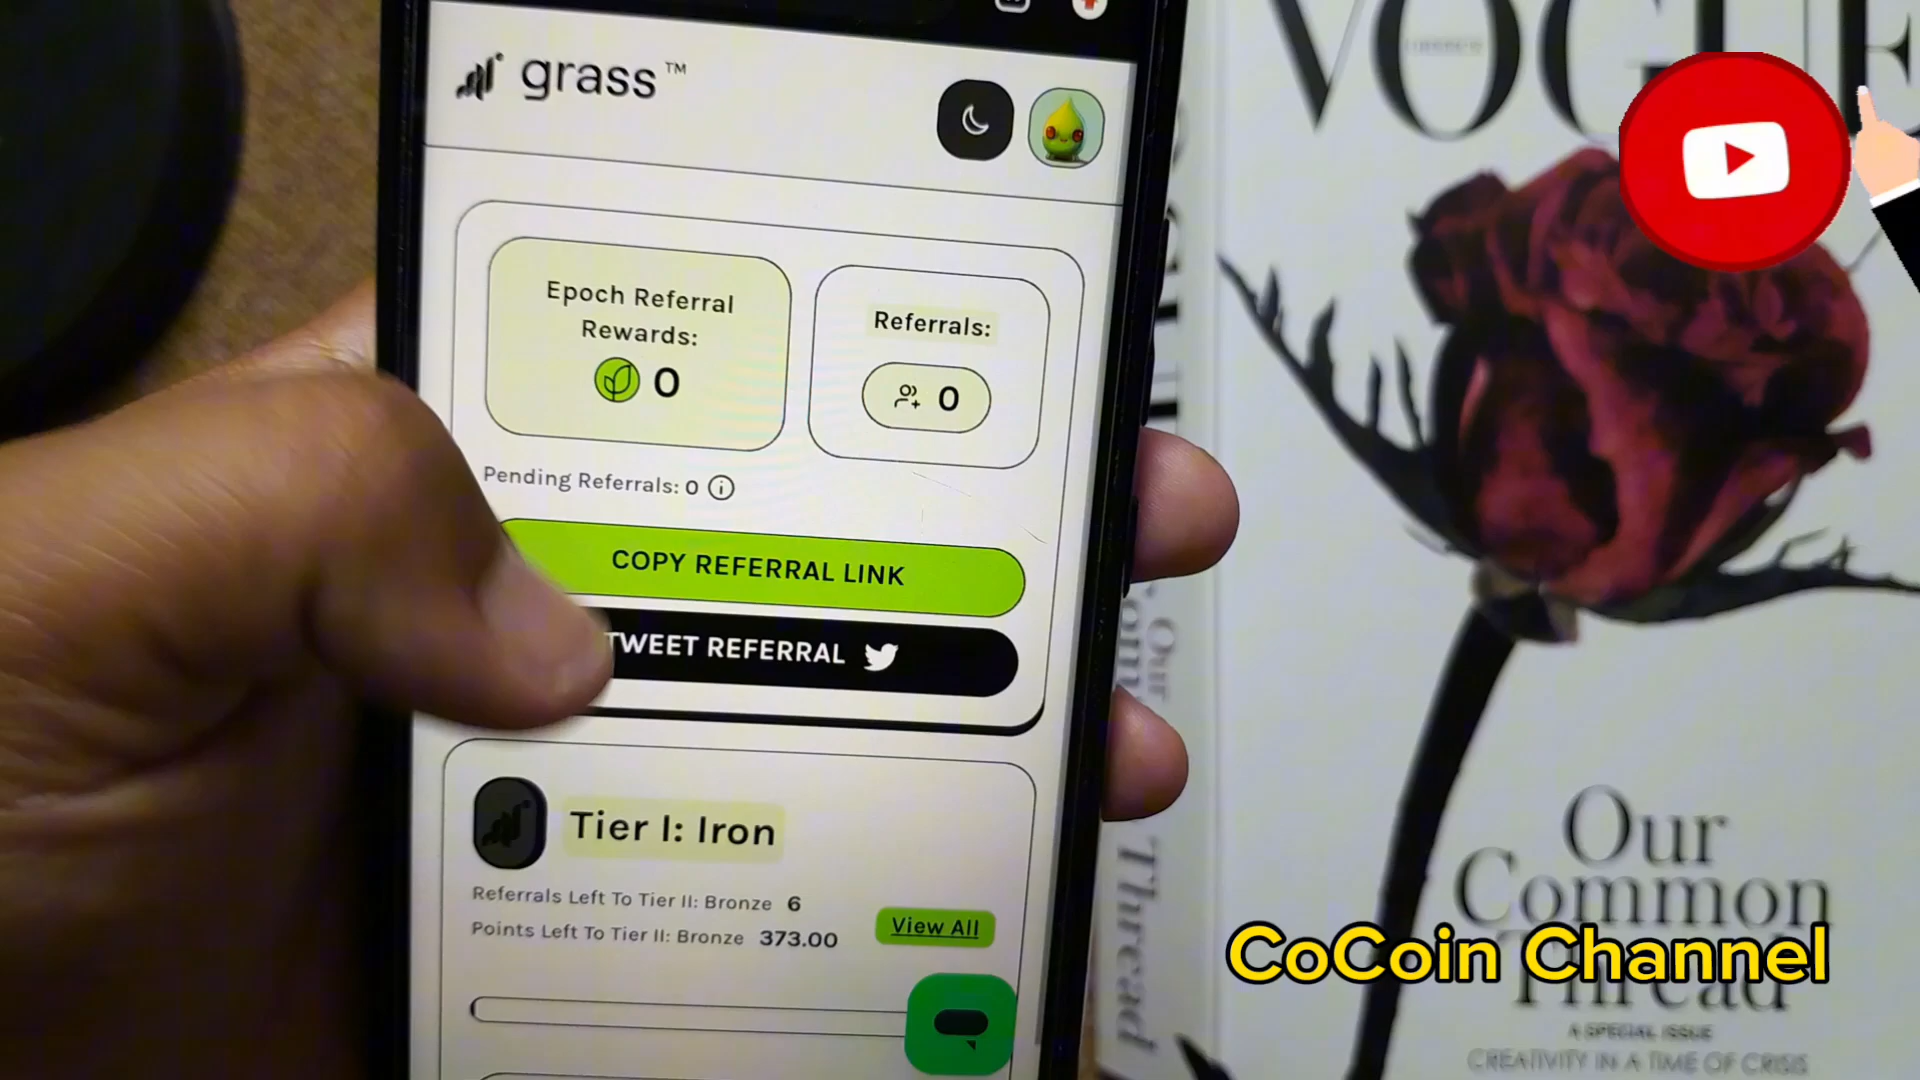 grass™
Epoch Referral
Rewards:
0
Referrals:
0
Pending Referrals: 0
COPY REFERRAL LINK
TWEET REFERRAL
Tier I: Iron
Referrals Left To Tier II: Bronze 6
Points Left To Tier II: Bronze 373.00
View All
VOGUE
Our
Common
Thread
A SPECIAL ISSUE
CREATIVITY IN A TIME OF CRISIS
CoCoin Channel
Thread